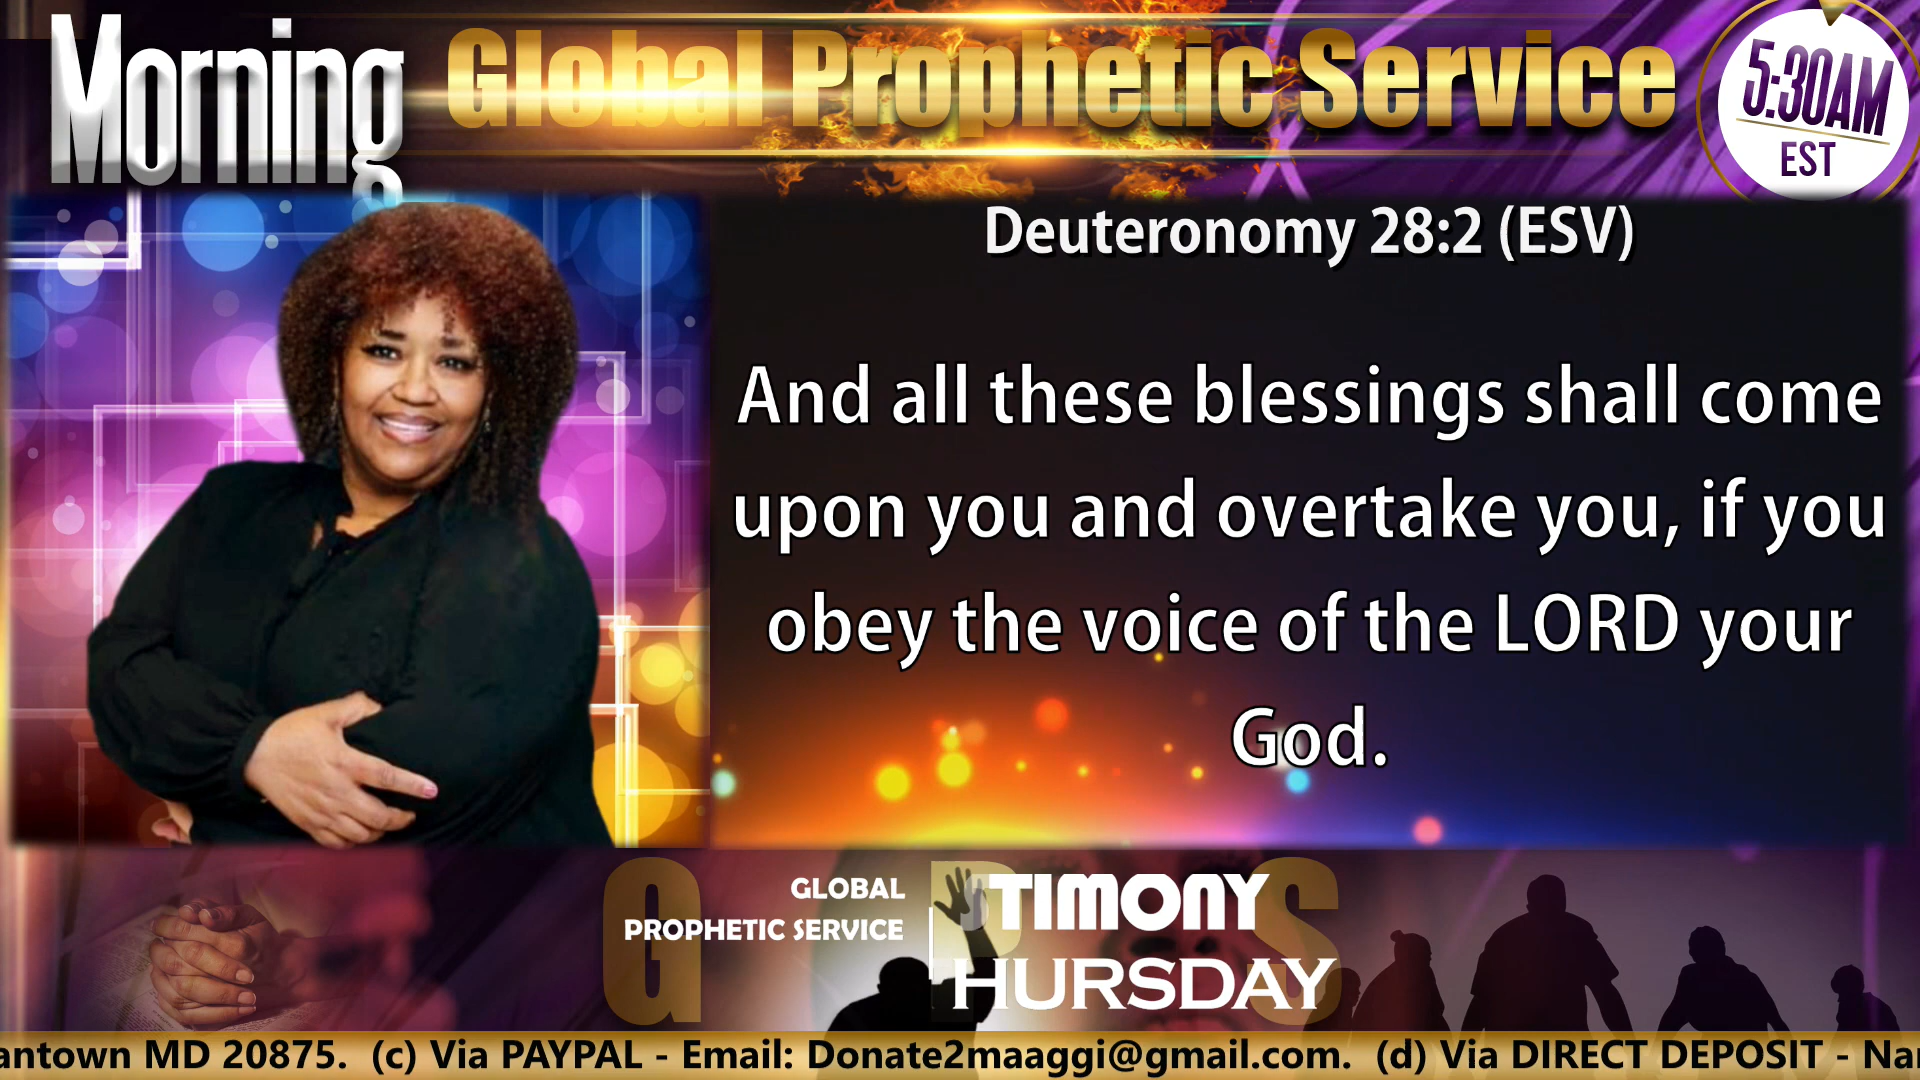 Morning Global Prophetic Service
5:30AM
EST
Deuteronomy 28:2 (ESV)
And all these blessings shall come
upon you and overtake you, if you
obey the voice of the LORD your
God.
G P S
GLOBAL
PROPHETIC SERVICE
TIMONY
HURSDAY
antown MD 20875. (c) Via PAYPAL - Email: Donate2maaggi@gmail.com. (d) Via DIRECT DEPOSIT - Na